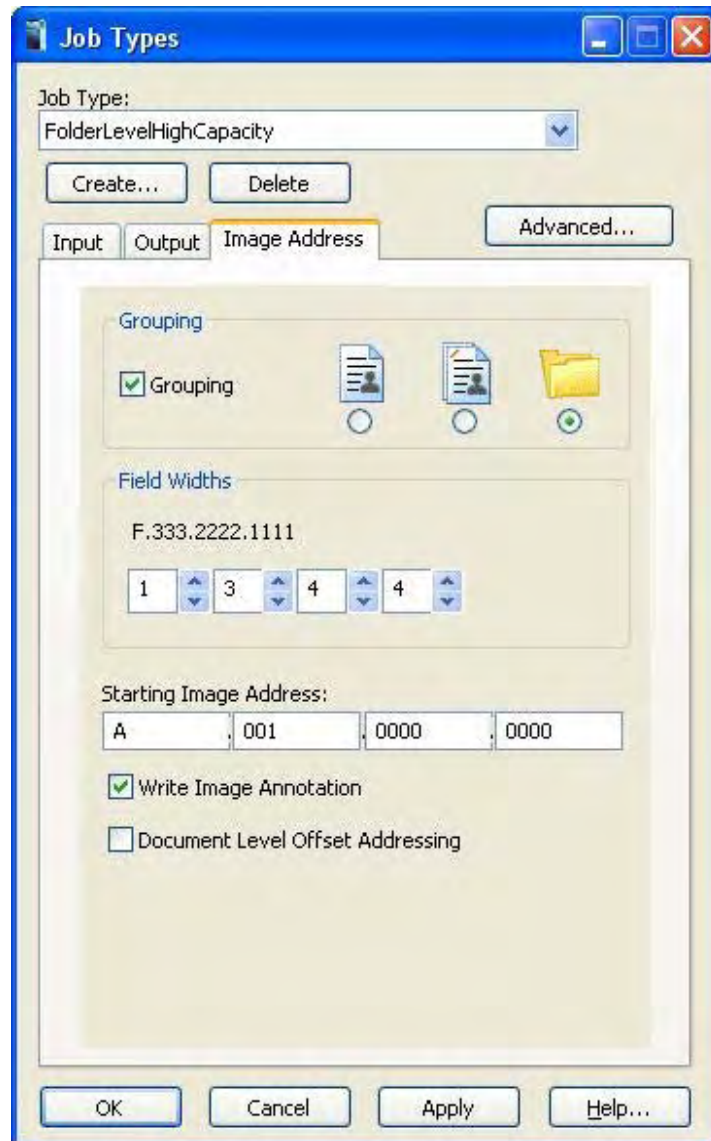 Job Types
Job Type:
FolderLevelHighCapacity
Create... Delete
Advanced...
Input Output Image Address
Grouping
Grouping
Field Widths
F.333.2222.1111
1 3 4 4
Starting Image Address:
A . 001 . 0000 . 0000
Write Image Annotation
Document Level Offset Addressing
OK Cancel Apply Help...